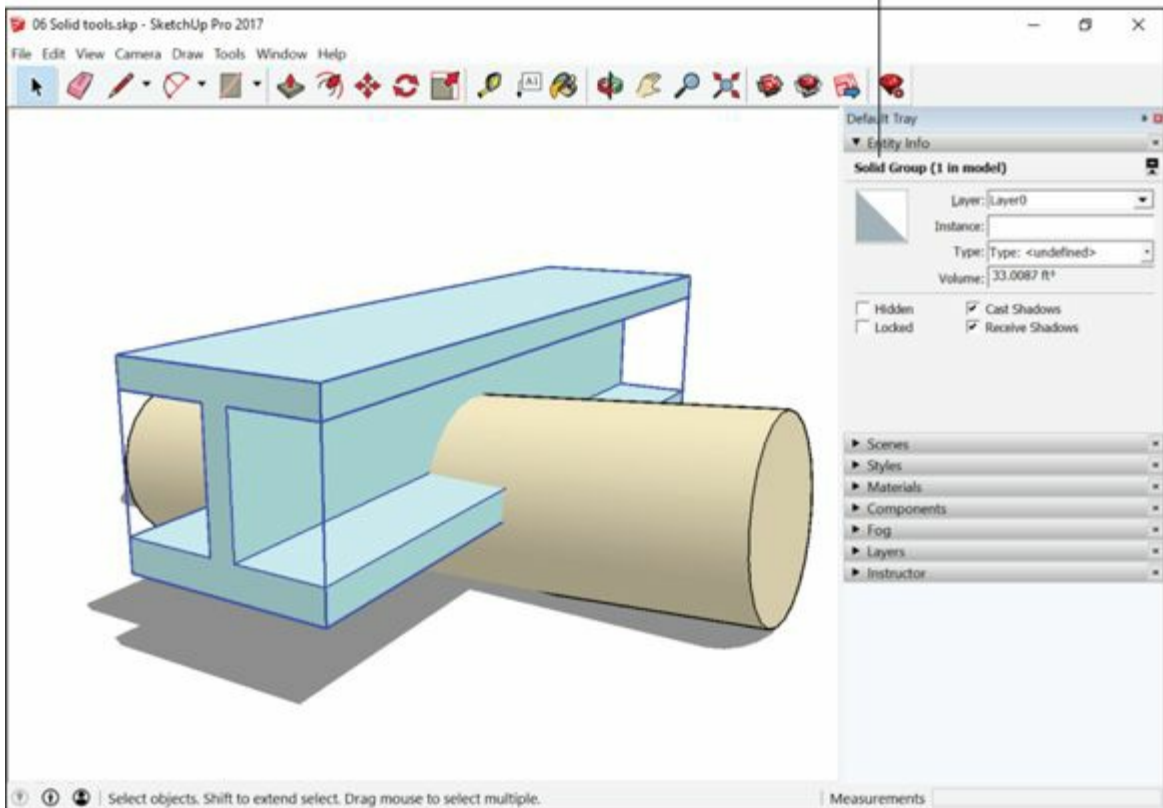 06 Solid tools.skp - SketchUp Pro 2017
File Edit View Camera Draw Tools Window Help
A1
Default Tray
Entity Info
Solid Group (1 in model)
Layer: Layer0
Instance:
Type: Type: <undefined>
Volume: 33.0087 ft³
Hidden Cast Shadows
Locked Receive Shadows
Scenes
Styles
Materials
Components
Fog
Layers
Instructor
Select objects. Shift to extend select. Drag mouse to select multiple. Measurements